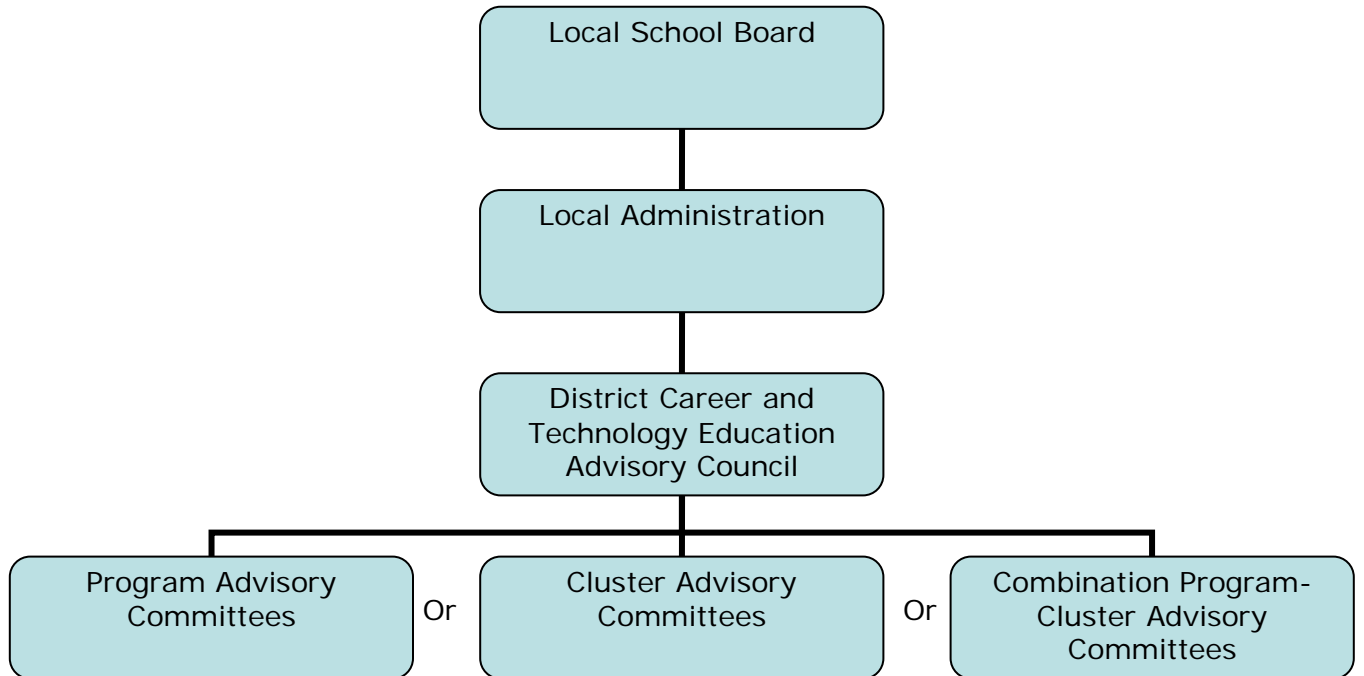 Local School Board
Local Administration
District Career and
Technology Education
Advisory Council
Program Advisory
Committees
Or
Cluster Advisory
Committees
Or
Combination Program-
Cluster Advisory
Committees